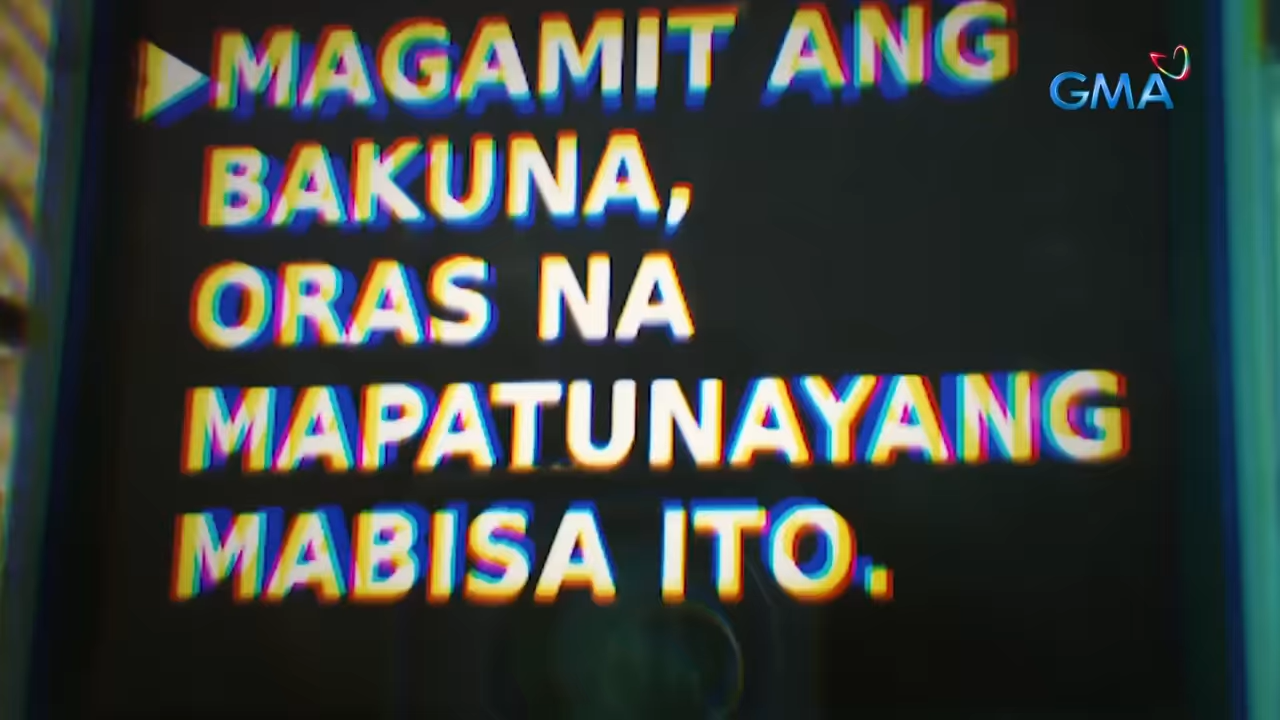 MAGAMIT ANG
GMA
BAKUNA,
ORAS NA
MAPATUNAYANG
MABISA ITO.